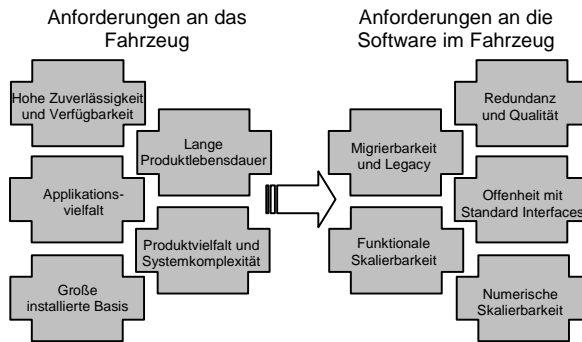 Anforderungen an das
Fahrzeug
Anforderungen an die
Software im Fahrzeug
Hohe Zuverlässigkeit
und Verfügbarkeit
Lange
Produktlebensdauer
Applikations-
vielfalt
Produktvielfalt und
Systemkomplexität
Große
installierte Basis
Redundanz
und Qualität
Migrierbarkeit
und Legacy
Offenheit mit
Standard Interfaces
Funktionale
Skalierbarkeit
Numerische
Skalierbarkeit